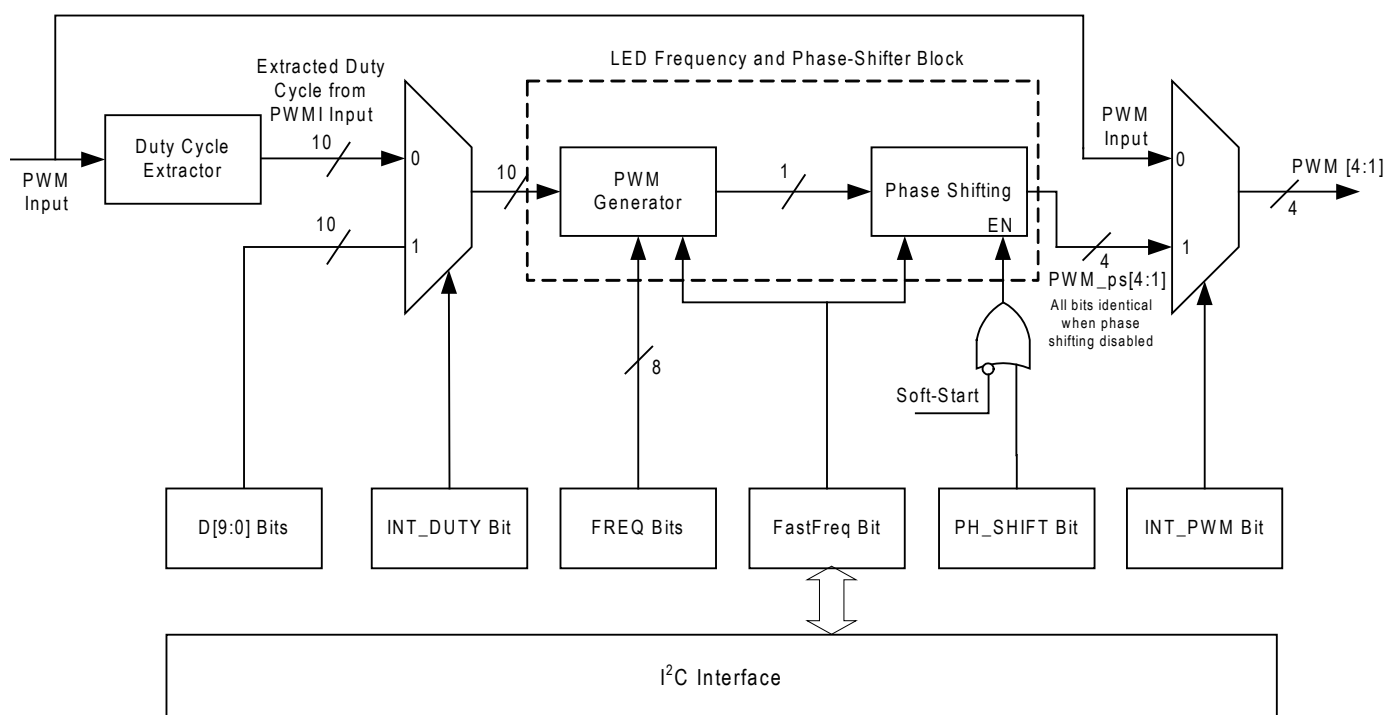 LED Frequency and Phase-Shifter Block
Extracted Duty
Cycle from
PWMI Input
10
Duty Cycle
Extractor
PWM
Input
0
10
1
10
PWM
Generator
1
Phase Shifting
EN
4
PWM_ps[4:1]
All bits identical
when phase
shifting disabled
PWM
Input
0
1
PWM [4:1]
4
8
Soft-Start
D[9:0] Bits
INT_DUTY Bit
FREQ Bits
FastFreq Bit
PH_SHIFT Bit
INT_PWM Bit
I²C Interface